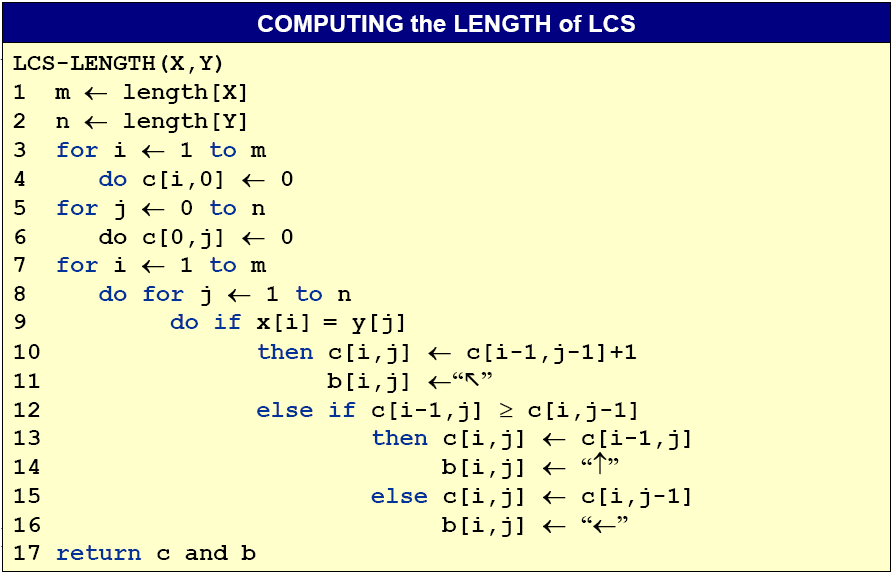 COMPUTING the LENGTH of LCS
LCS-LENGTH(X,Y)
1 m ← length[X]
2 n ← length[Y]
3 for i ← 1 to m
4 do c[i,0] ← 0
5 for j ← 0 to n
6 do c[0,j] ← 0
7 for i ← 1 to m
8 do for j ← 1 to n
9 do if x[i] = y[j]
10 then c[i,j] ← c[i-1,j-1]+1
11 b[i,j] ←“↖”
12 else if c[i-1,j] ≥ c[i,j-1]
13 then c[i,j] ← c[i-1,j]
14 b[i,j] ← “↑”
15 else c[i,j] ← c[i,j-1]
16 b[i,j] ← “←”
17 return c and b